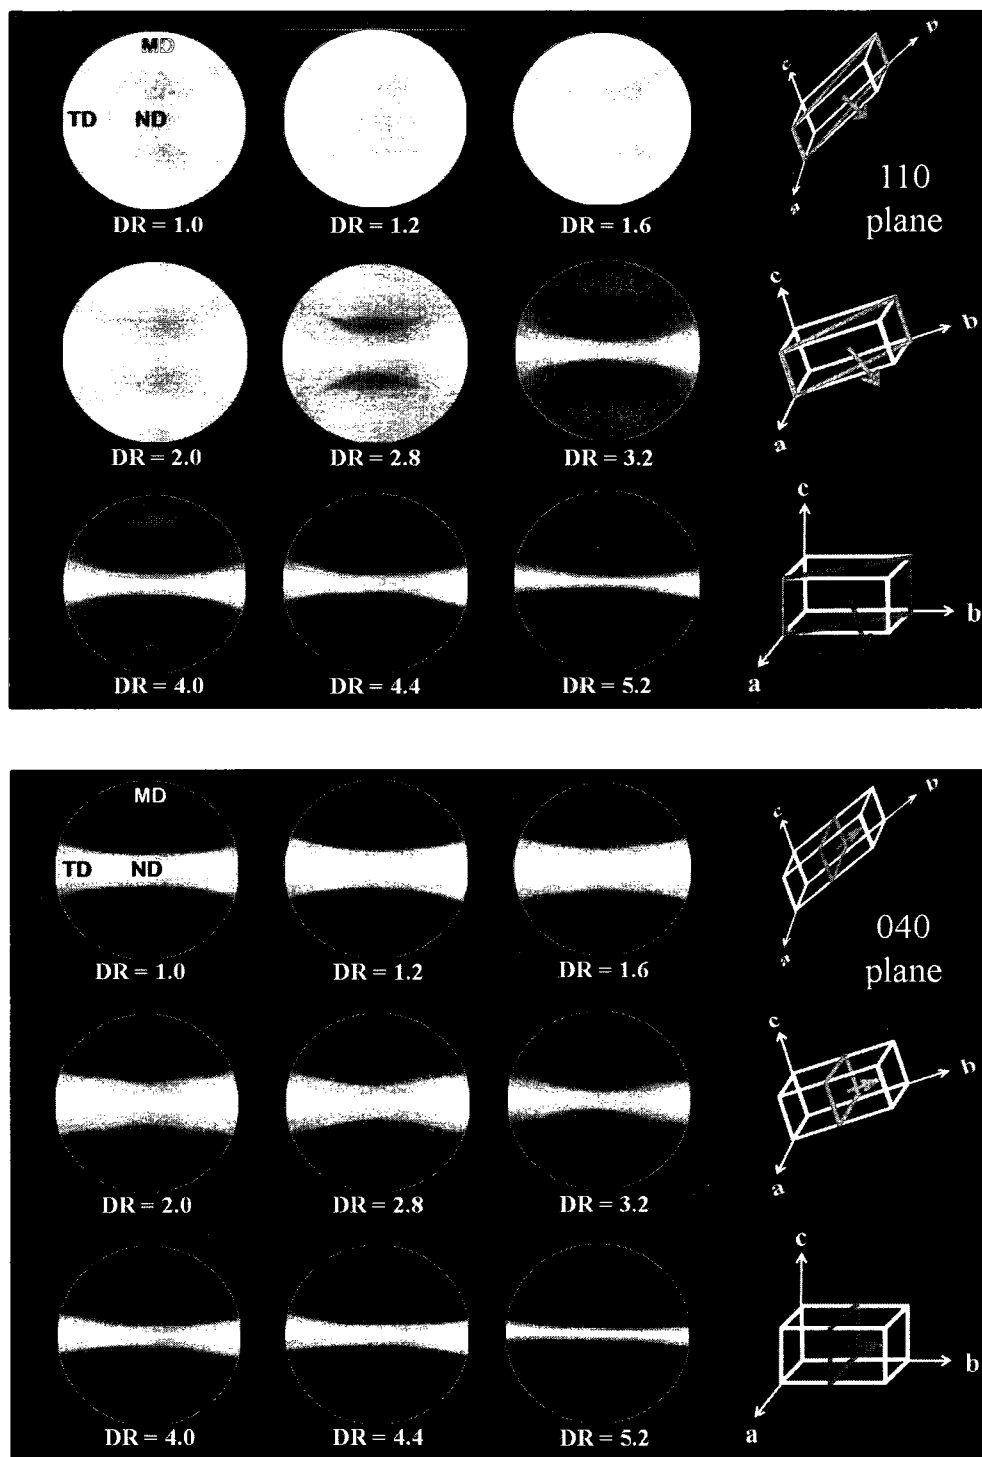 MD
TD ND
DR = 1.0 DR = 1.2 DR = 1.6
c b a
110
plane
DR = 2.0 DR = 2.8 DR = 3.2
c b a
DR = 4.0 DR = 4.4 DR = 5.2
c b a
MD
TD ND
DR = 1.0 DR = 1.2 DR = 1.6
c b a
040
plane
DR = 2.0 DR = 2.8 DR = 3.2
c b a
DR = 4.0 DR = 4.4 DR = 5.2
c b a